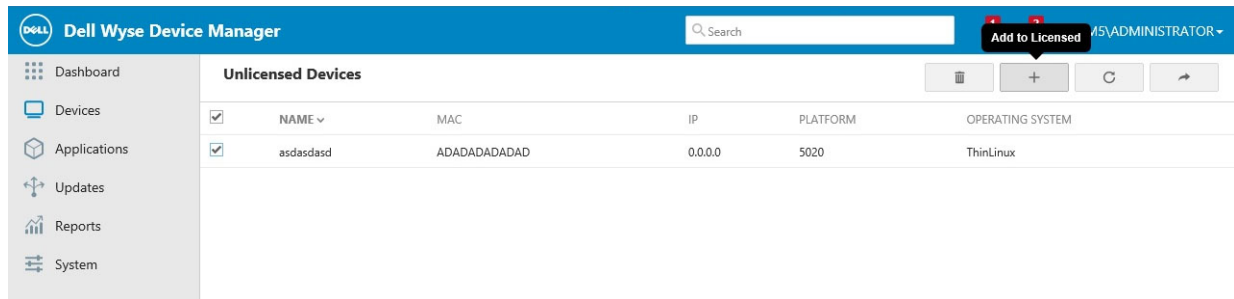 DELL Dell Wyse Device Manager
Search
Add to Licensed
M5\ADMINISTRATOR
Dashboard
Devices
Applications
Updates
Reports
System
Unlicensed Devices
NAME MAC IP PLATFORM OPERATING SYSTEM
asdasdasd ADADADADADAD 0.0.0.0 5020 ThinLinux